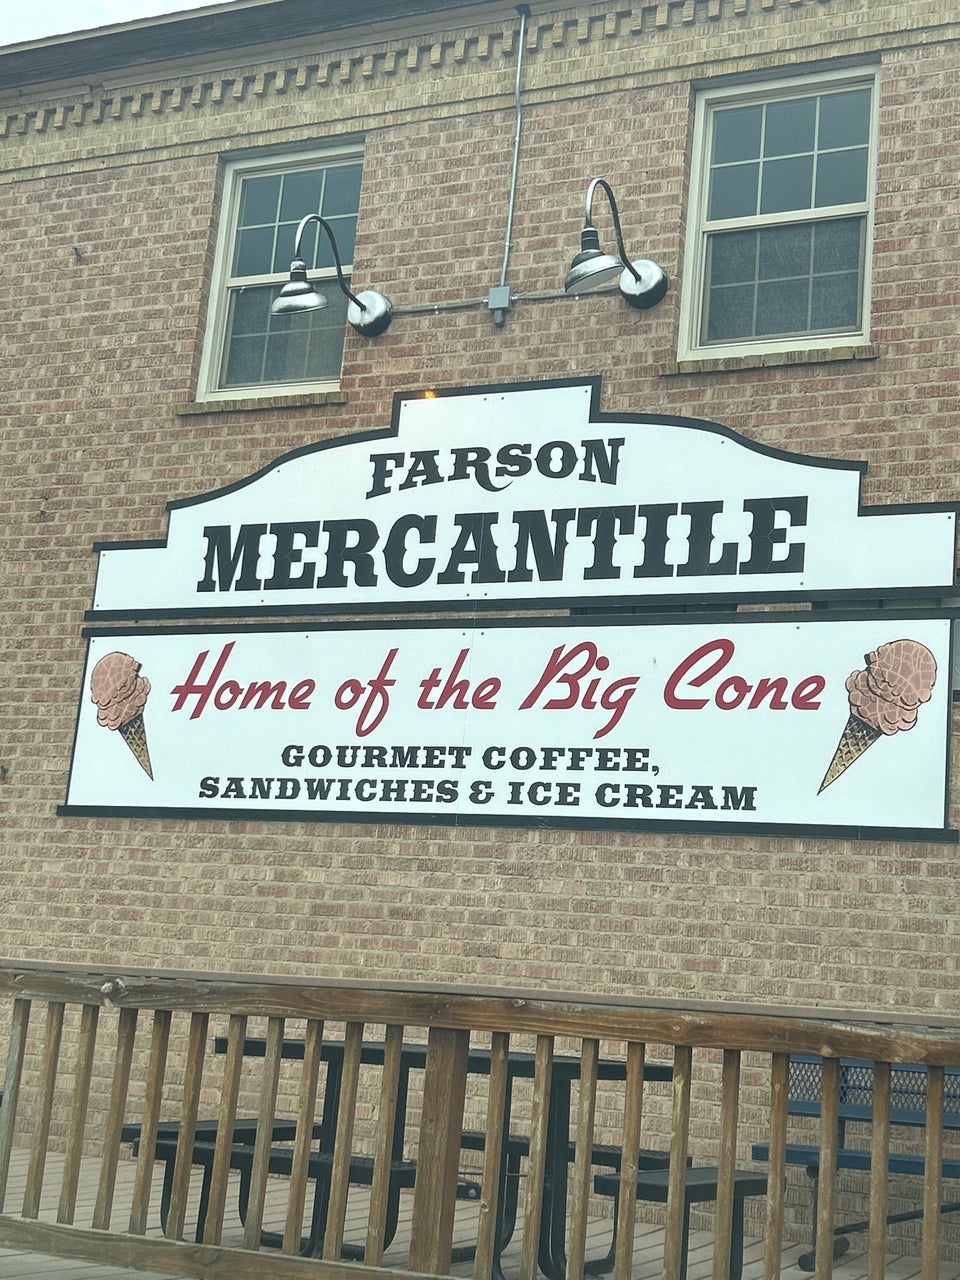 FARSON
MERCANTILE
Home of the Big Cone
GOURMET COFFEE,
SANDWICHES & ICE CREAM